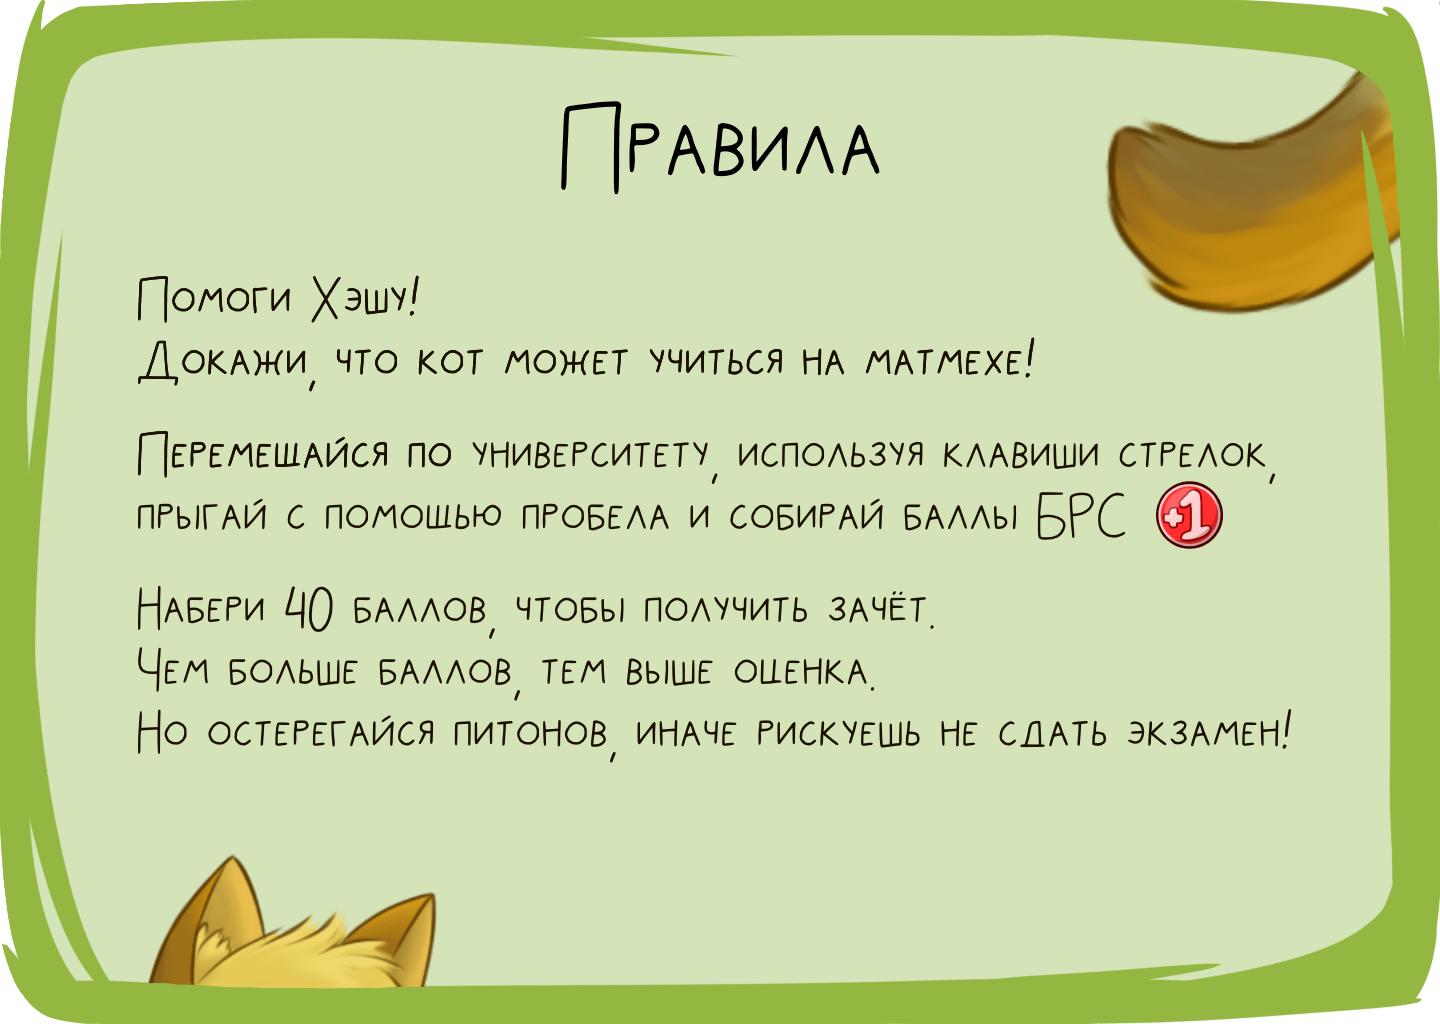 Правила
Помоги Хэшу!
Докажи, что кот может учиться на матмехе!
Перемещайся по университету, используя клавиши стрелок,
прыгай с помощью пробела и собирай баллы БРС +1
Набери 40 баллов, чтобы получить зачёт.
Чем больше баллов, тем выше оценка.
Но остерегайся питонов, иначе рискуешь не сдать экзамен!